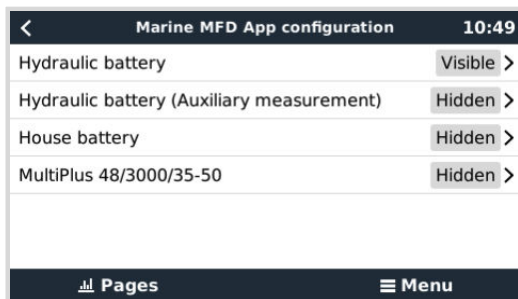 Marine MFD App configuration 10:49
Hydraulic battery Visible
Hydraulic battery (Auxiliary measurement) Hidden
House battery Hidden
MultiPlus 48/3000/35-50 Hidden
Pages Menu